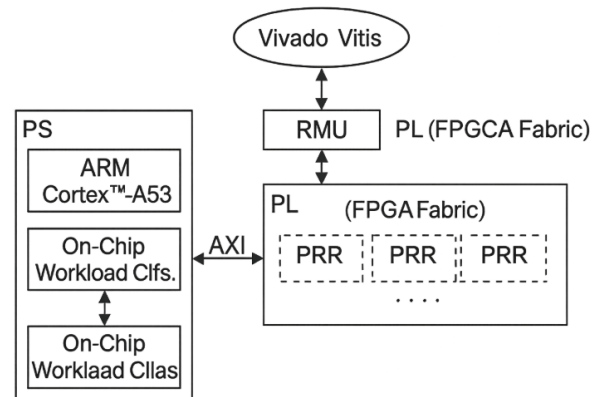 Vivado Vitis
RMU
PL (FPGCA Fabric)
PS
ARM
Cortex™-A53
On-Chip
Workload Clfs.
On-Chip
Worklaad Cllas
AXI
PL
(FPGA Fabric)
PRR PRR PRR
....